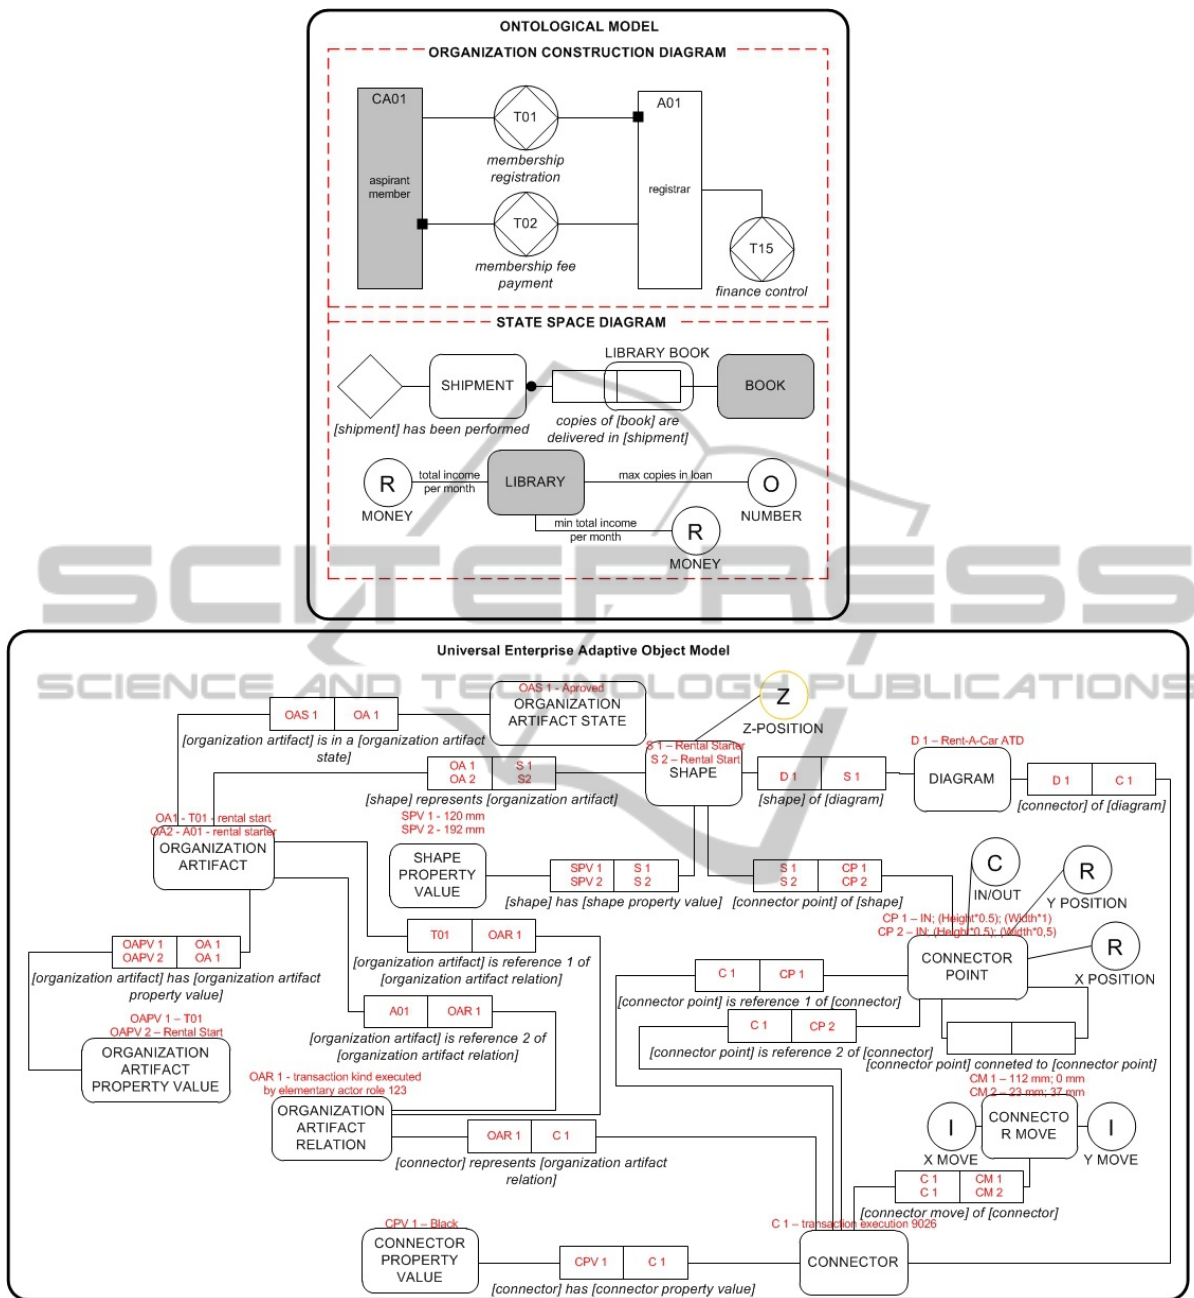 ONTOLOGICAL MODEL
ORGANIZATION CONSTRUCTION DIAGRAM
CA01
A01
T01
membership
registration
aspirant
member
registrar
T02
T15
membership fee
payment
finance control
STATE SPACE DIAGRAM
LIBRARY BOOK
SHIPMENT
BOOK
[shipment] has been performed
copies of [book] are
delivered in [shipment]
R
total income
per month
LIBRARY
max copies in loan
O
MONEY
NUMBER
min total income
per month
R
MONEY
SCITEPRESS
SCIENCE AND TECHNOLOGY PUBLICATIONS
Universal Enterprise Adaptive Object Model
OAS 1 - Aproved
ORGANIZATION
ARTIFACT STATE
OAS 1
OA 1
[organization artifact] is in a [organization artifact
state]
Z
Z-POSITION
S 1 – Rental Starter
S 2 – Rental Start
SHAPE
D 1 – Rent-A-Car ATD
DIAGRAM
OA 1
OA 2
S 1
S2
[shape] represents [organization artifact]
D 1
S 1
[shape] of [diagram]
D 1
C 1
[connector] of [diagram]
OA1 - T01 - rental start
OA2 - A01 - rental starter
ORGANIZATION
ARTIFACT
SPV 1 - 120 mm
SPV 2 - 192 mm
SHAPE
PROPERTY
VALUE
SPV 1
SPV 2
S 1
S 2
[shape] has [shape property value]
S 1
S 2
CP 1
CP 2
[connector point] of [shape]
C
IN/OUT
R
Y POSITION
CP 1 – IN; (Height*0.5); (Width*1)
CP 2 – IN; (Height*0.5); (Width*0,5)
CONNECTOR
POINT
R
X POSITION
T01
OAR 1
[organization artifact] is reference 1 of
[organization artifact relation]
OAPV 1
OAPV 2
OA 1
OA 1
[organization artifact] has [organization artifact
property value]
C 1
CP 1
[connector point] is reference 1 of [connector]
A01
OAR 1
[organization artifact] is reference 2 of
[organization artifact relation]
C 1
CP 2
[connector point] is reference 2 of [connector]
[connector point] conneted to [connector point]
OAPV 1 – T01
OAPV 2 – Rental Start
ORGANIZATION
ARTIFACT
PROPERTY VALUE
OAR 1 - transaction kind executed
by elementary actor role 123
ORGANIZATION
ARTIFACT
RELATION
CM 1 – 112 mm; 0 mm
CM 2 – 23 mm; 37 mm
CONNECTO
R MOVE
I
X MOVE
I
Y MOVE
OAR 1
C 1
[connector] represents [organization artifact
relation]
C 1
C 1
CM 1
CM 2
[connector move] of [connector]
CPV 1 – Black
CONNECTOR
PROPERTY
VALUE
CPV 1
C 1
[connector] has [connector property value]
C 1 – transaction execution 9026
CONNECTOR